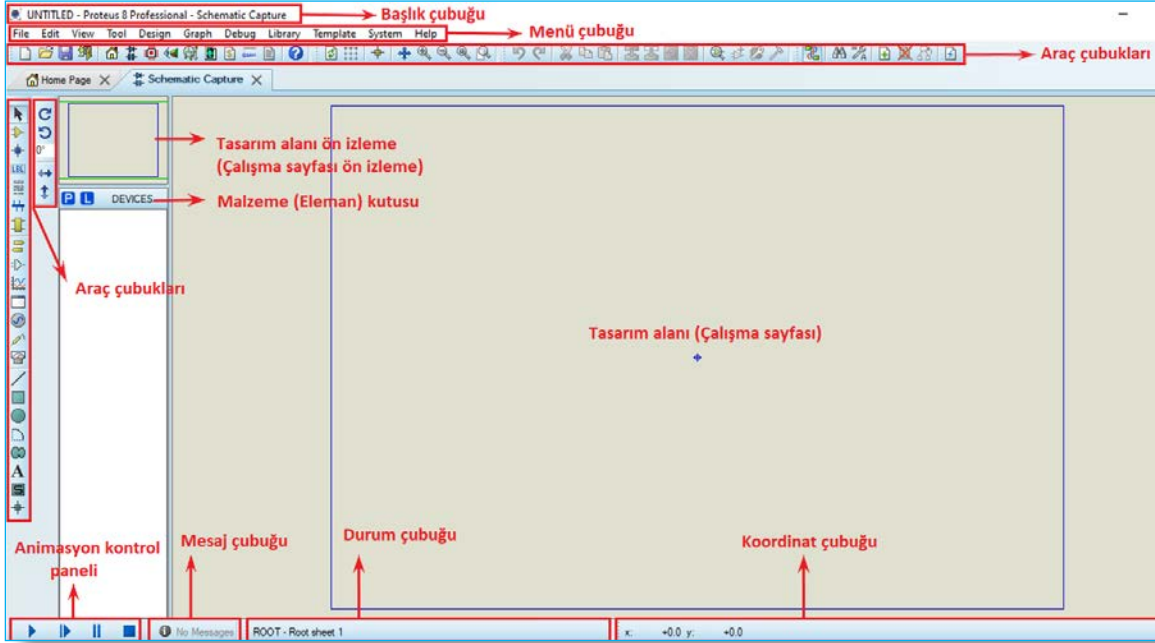 UNTITLED - Proteus 8 Professional - Schematic Capture
Başlık çubuğu
File Edit View Tool Design Graph Debug Library Template System Help
Menü çubuğu
Araç çubukları
Home Page
Schematic Capture
0°
LBL
Tasarım alanı ön izleme
(Çalışma sayfası ön izleme)
P L DEVICES
Malzeme (Eleman) kutusu
Araç çubukları
Tasarım alanı (Çalışma sayfası)
A
S
Animasyon kontrol
paneli
Mesaj çubuğu
Durum çubuğu
Koordinat çubuğu
No Messages
ROOT - Root sheet 1
x: +0.0 y: +0.0